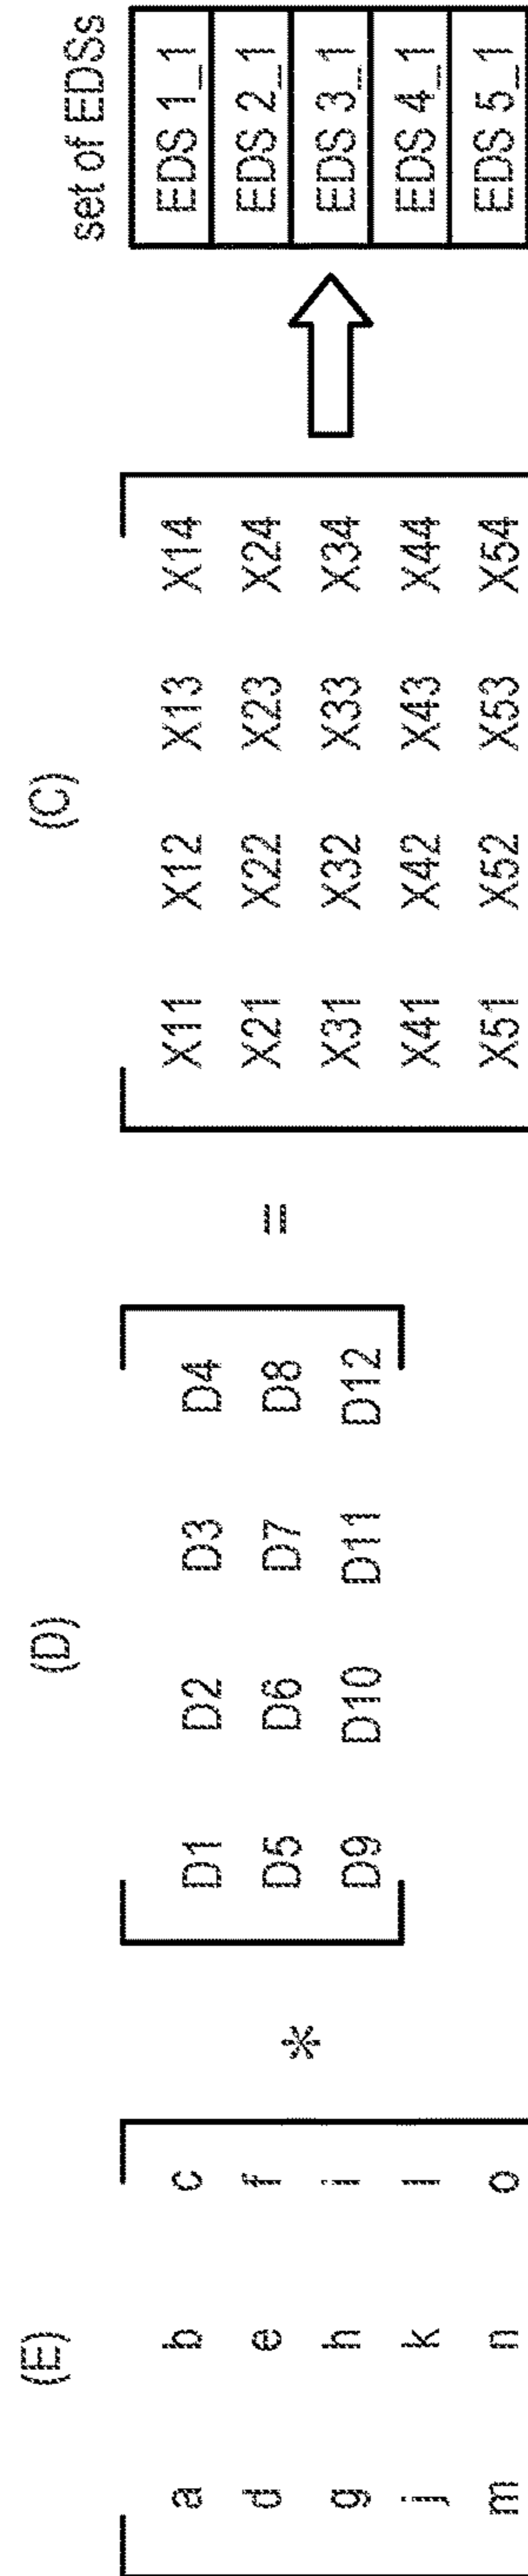 (E) (D) (C) set of EDSs
a b c * D1 D2 D3 D4 = X11 X12 X13 X14 EDS 1_1
d e f D5 D6 D7 D8 X21 X22 X23 X24 EDS 2_1
g h i D9 D10 D11 D12 X31 X32 X33 X34 EDS 3_1
j k l X41 X42 X43 X44 EDS 4_1
m n o X51 X52 X53 X54 EDS 5_1